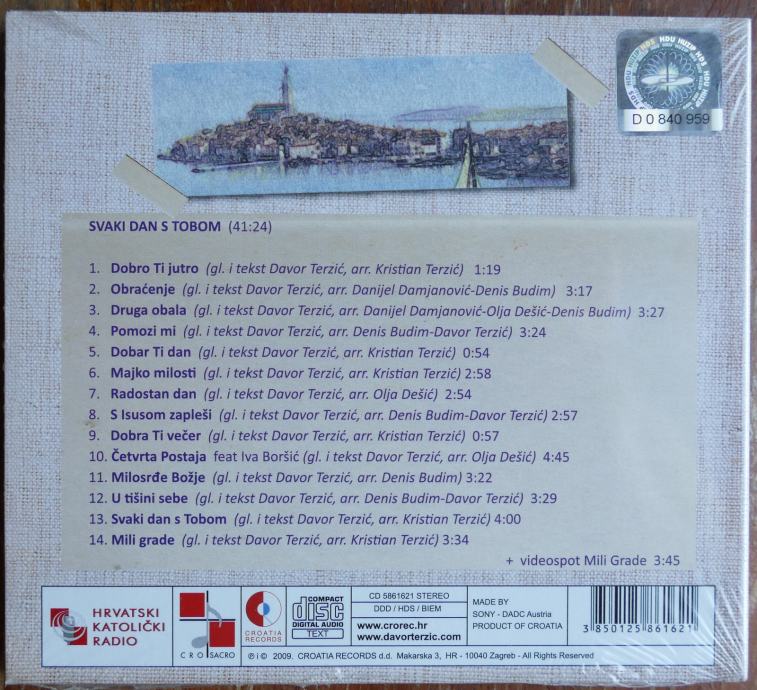 HDS HDU HUZIP HDS HDU HUZIP HDS
D 0 840 959
SVAKI DAN S TOBOM (41:24)
1. Dobro Ti jutro (gl. i tekst Davor Terzić, arr. Kristian Terzić) 1:19
2. Obraćenje (gl. i tekst Davor Terzić, arr. Danijel Damjanović-Denis Budim) 3:17
3. Druga obala (gl. i tekst Davor Terzić, arr. Danijel Damjanović-Olja Dešić-Denis Budim) 3:27
4. Pomozi mi (gl. i tekst Davor Terzić, arr. Denis Budim-Davor Terzić) 3:24
5. Dobar Ti dan (gl. i tekst Davor Terzić, arr. Kristian Terzić) 0:54
6. Majko milosti (gl. i tekst Davor Terzić, arr. Kristian Terzić) 2:58
7. Radostan dan (gl. i tekst Davor Terzić, arr. Olja Dešić) 2:54
8. S Isusom zapleši (gl. i tekst Davor Terzić, arr. Denis Budim-Davor Terzić) 2:57
9. Dobra Ti večer (gl. i tekst Davor Terzić, arr. Kristian Terzić) 0:57
10. Četvrta Postaja feat Iva Boršić (gl. i tekst Davor Terzić, arr. Olja Dešić) 4:45
11. Milosrđe Božje (gl. i tekst Davor Terzić, arr. Denis Budim) 3:22
12. U tišini sebe (gl. i tekst Davor Terzić, arr. Denis Budim-Davor Terzić) 3:29
13. Svaki dan s Tobom (gl. i tekst Davor Terzić, arr. Kristian Terzić) 4:00
14. Mili grade (gl. i tekst Davor Terzić, arr. Kristian Terzić) 3:34
+ videospot Mili Grade 3:45
HRVATSKI
KATOLIČKI
RADIO
CRO SACRO
CROATIA
RECORDS
COMPACT
disc
DIGITAL AUDIO
TEXT
CD 5861621 STEREO
DDD / HDS / BIEM
www.crorec.hr
www.davorterzic.com
MADE BY
SONY - DADC Austria
PRODUCT OF CROATIA
3 850125 861621
℗ i © 2009. CROATIA RECORDS d.d. Makarska 3, HR - 10040 Zagreb - All Rights Reserved